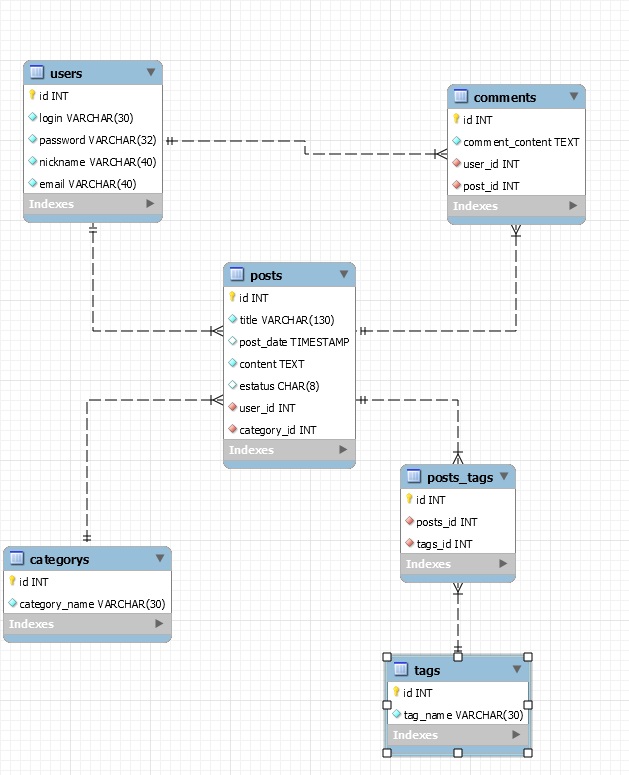 users
id INT
login VARCHAR(30)
password VARCHAR(32)
nickname VARCHAR(40)
email VARCHAR(40)
Indexes
comments
id INT
comment_content TEXT
user_id INT
post_id INT
Indexes
posts
id INT
title VARCHAR(130)
post_date TIMESTAMP
content TEXT
estatus CHAR(8)
user_id INT
category_id INT
Indexes
posts_tags
id INT
posts_id INT
tags_id INT
Indexes
categorys
id INT
category_name VARCHAR(30)
Indexes
tags
id INT
tag_name VARCHAR(30)
Indexes